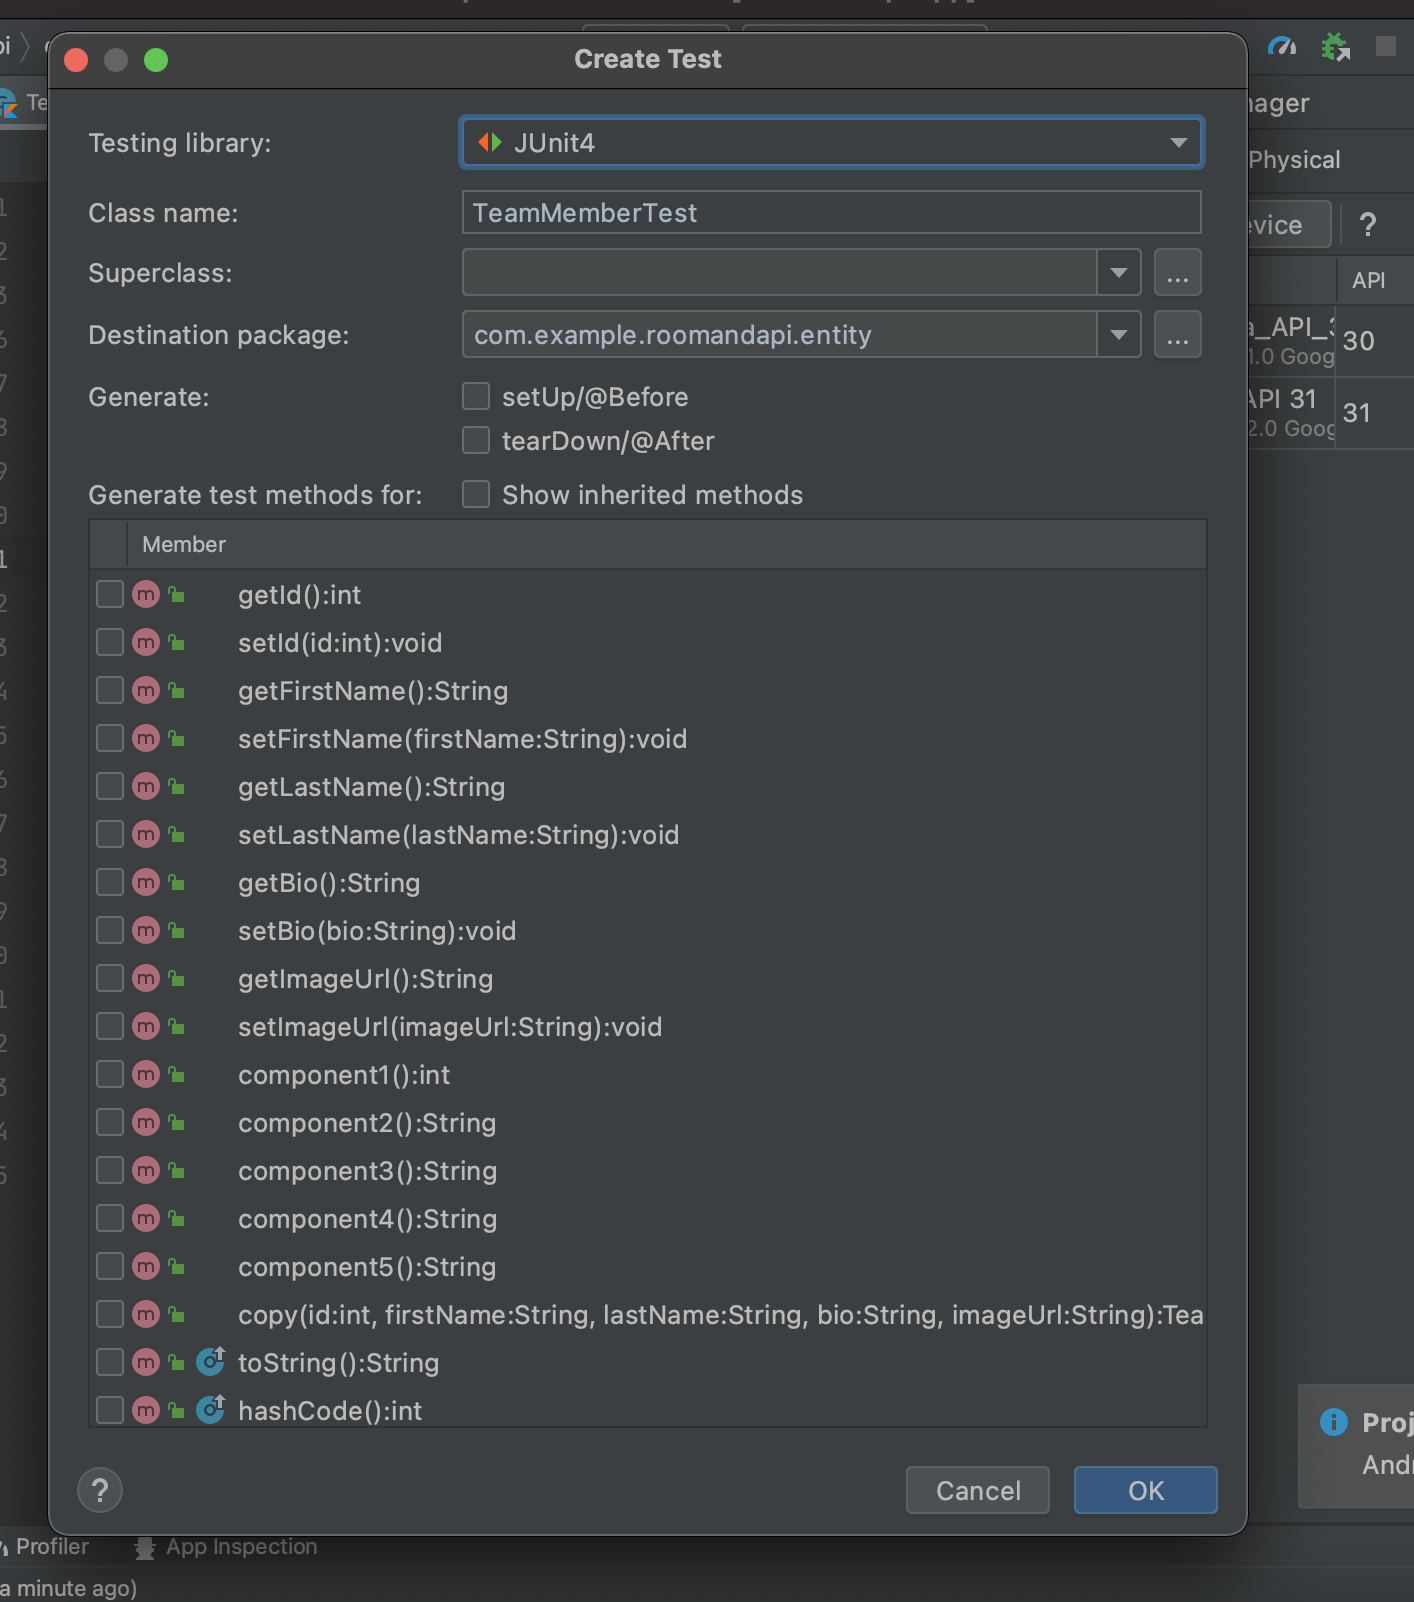 Create Test
Testing library:
JUnit4
Class name:
TeamMemberTest
Superclass:
...
Destination package:
com.example.roomandapi.entity
...
Generate:
setUp/@Before
tearDown/@After
Generate test methods for:
Show inherited methods
Member
m getId():int
m setId(id:int):void
m getFirstName():String
m setFirstName(firstName:String):void
m getLastName():String
m setLastName(lastName:String):void
m getBio():String
m setBio(bio:String):void
m getImageUrl():String
m setImageUrl(imageUrl:String):void
m component1():int
m component2():String
m component3():String
m component4():String
m component5():String
m copy(id:int, firstName:String, lastName:String, bio:String, imageUrl:String):Tea
m toString():String
m hashCode():int
?
Cancel
OK
Te
nager
Physical
evice
?
API
a_API_3
30
1.0 Goog
API 31
31
2.0 Goog
Proj
Andr
Profiler
App Inspection
a minute ago)